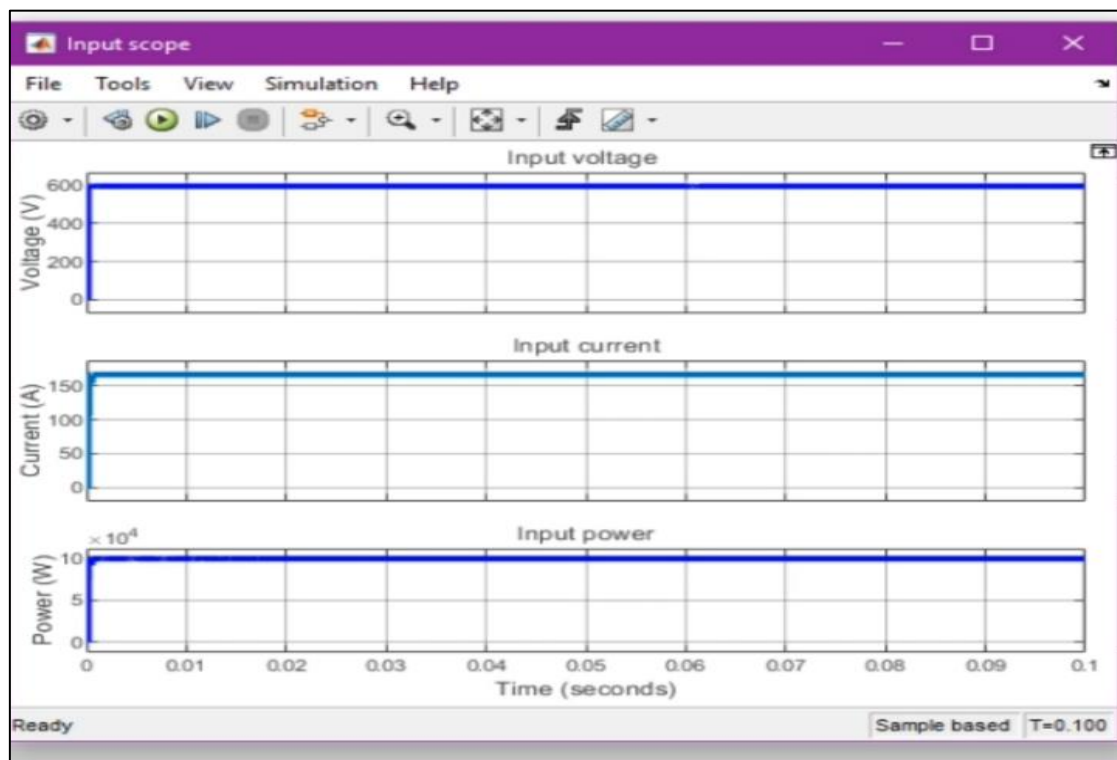 Input scope
File Tools View Simulation Help
Input voltage
Voltage (V)
600
400
200
0
Input current
Current (A)
150
100
50
0
Input power
× 10^4
Power (W)
10
5
0
0 0.01 0.02 0.03 0.04 0.05 0.06 0.07 0.08 0.09 0.1
Time (seconds)
Ready Sample based T=0.100